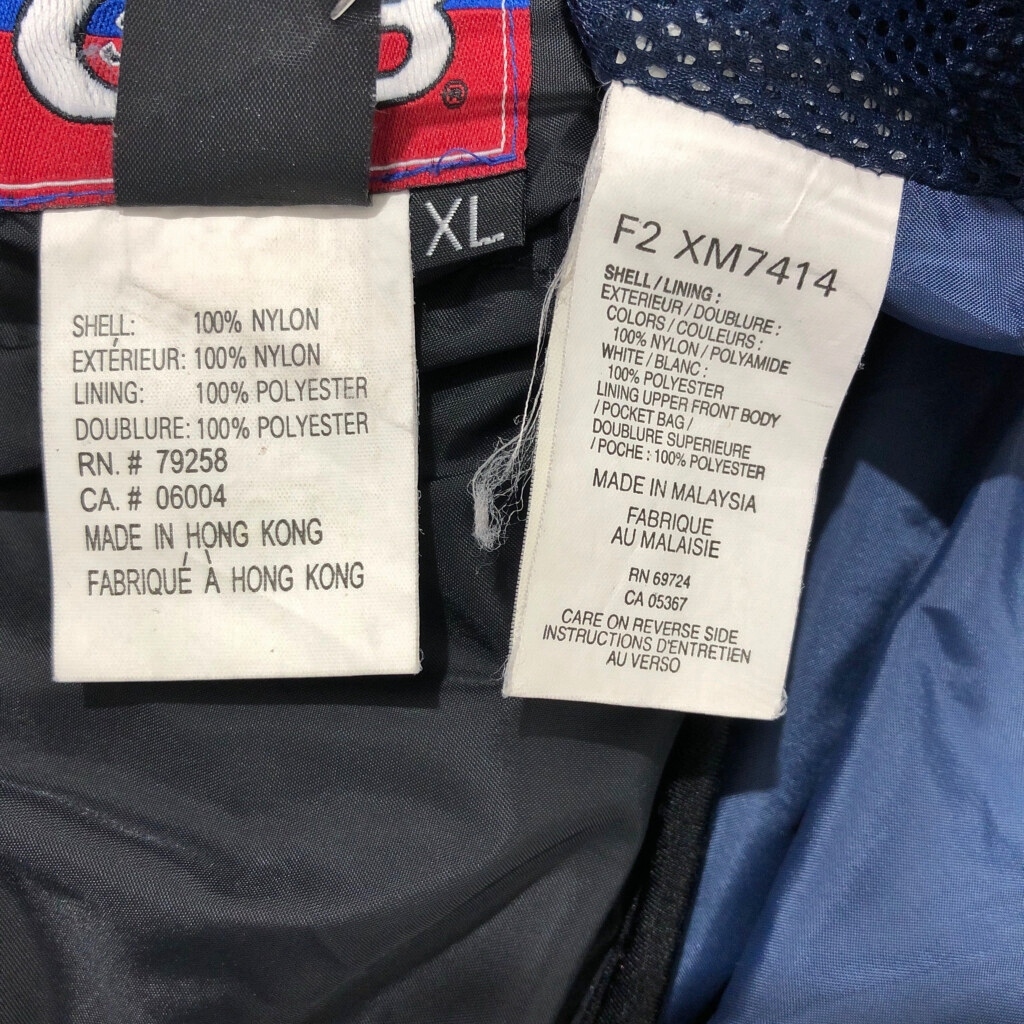 ®
XL
SHELL: 100% NYLON
EXTÉRIEUR: 100% NYLON
LINING: 100% POLYESTER
DOUBLURE: 100% POLYESTER
RN. # 79258
CA. # 06004
MADE IN HONG KONG
FABRIQUÉ À HONG KONG
F2 XM7414
SHELL / LINING :
EXTERIEUR / DOUBLURE :
COLORS / COULEURS :
100% NYLON / POLYAMIDE
WHITE / BLANC :
100% POLYESTER
LINING UPPER FRONT BODY
/ POCKET BAG /
DOUBLURE SUPERIEURE
/ POCHE : 100% POLYESTER
MADE IN MALAYSIA
FABRIQUE
AU MALAISIE
RN 69724
CA 05367
CARE ON REVERSE SIDE
INSTRUCTIONS D'ENTRETIEN
AU VERSO